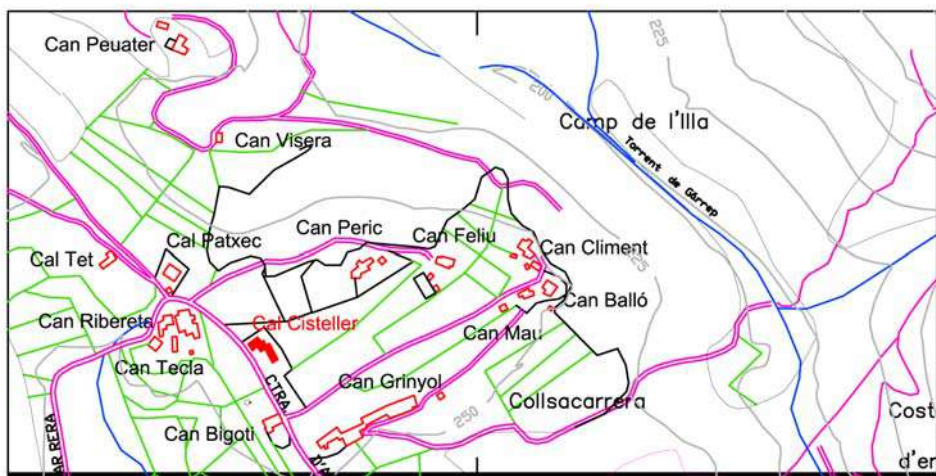 Can Peuater
225
200
Camp de l'Illa
Can Visera
Torrent de Gàrrep
Can Peric
Cal Patxec
Can Feliu
Can Climent
Cal Tet
225
Can Ribereta
Can Balló
Cal Cisteller
Can Mau
Can Tecla
Can Grinyol
CTRA.
Collsacarrera
250
Cost
Can Bigoti
ARRERA
D'A
d'er